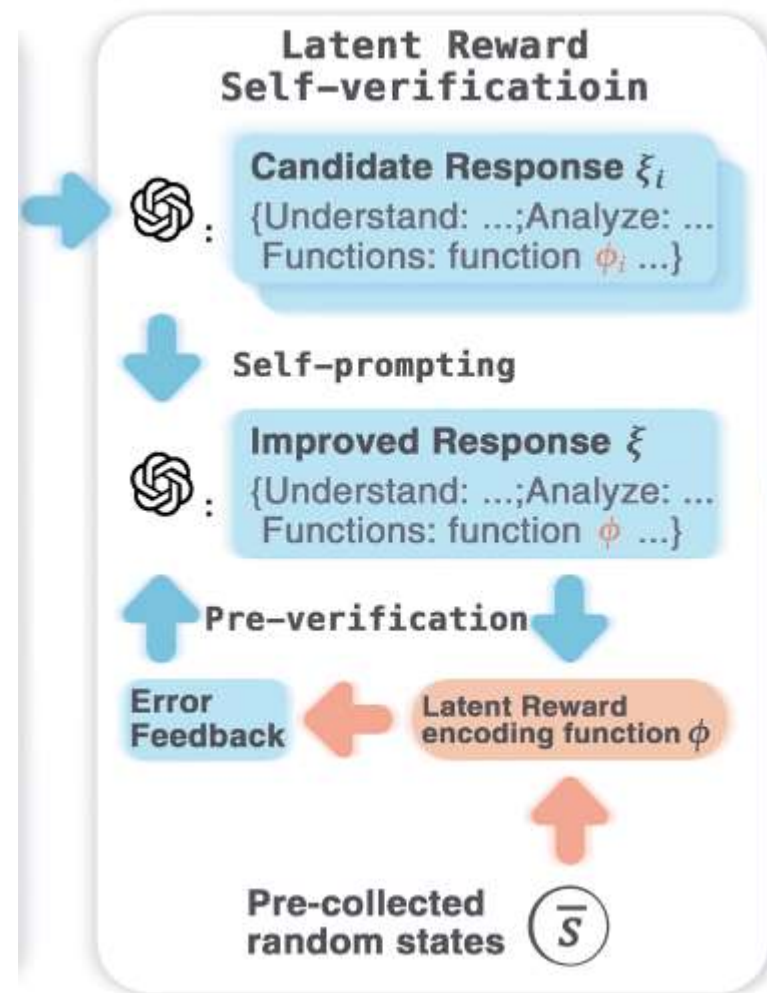 Latent Reward
Self-verificatioin
Candidate Response ξᵢ
: {Understand: ...;Analyze: ...
Functions: function ϕᵢ ...}
Self-prompting
Improved Response ξ
: {Understand: ...;Analyze: ...
Functions: function ϕ ...}
Pre-verification
Error
Feedback
Latent Reward
encoding function ϕ
Pre-collected
random states
s̅